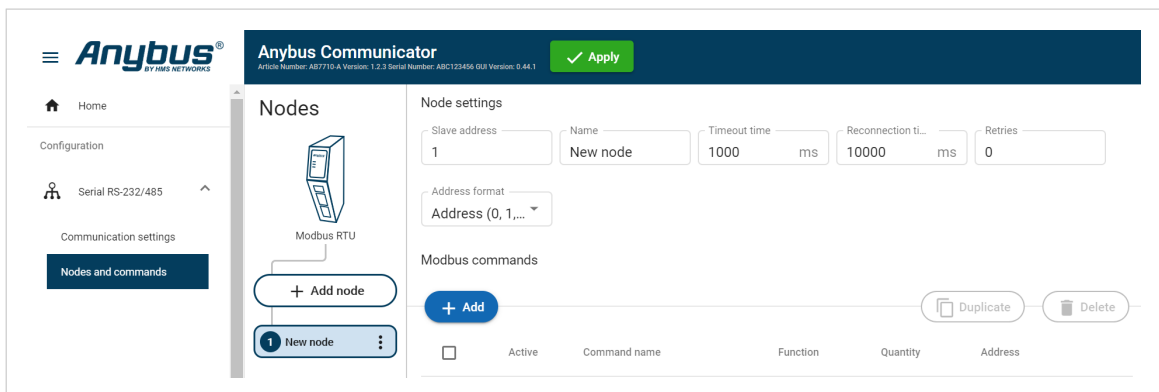 Anybus®
BY HMS NETWORKS
Anybus Communicator
Article Number: AB7710-A Version: 1.2.3 Serial Number: ABC123456 GUI Version: 0.44.1
Apply
Home
Configuration
Serial RS-232/485
Communication settings
Nodes and commands
Nodes
Modbus RTU
+ Add node
1 New node
Node settings
Slave address
1
Name
New node
Timeout time
1000 ms
Reconnection ti...
10000 ms
Retries
0
Address format
Address (0, 1,...
Modbus commands
+ Add
Duplicate
Delete
Active Command name Function Quantity Address